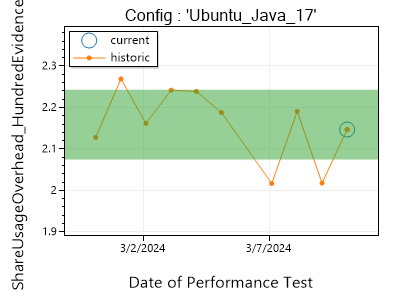 Config : 'Ubuntu_Java_17'
ShareUsageOverhead_HundredEvidence
current
historic
2.3
2.2
2.1
2
1.9
3/2/2024
3/7/2024
Date of Performance Test